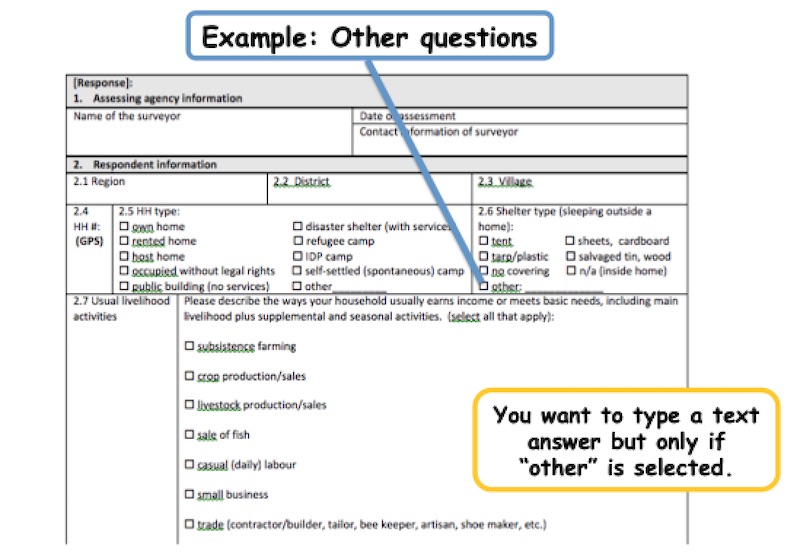 Example: Other questions
[Response]:
1. Assessing agency information
Name of the surveyor
Date of assessment
Contact information of surveyor
2. Respondent information
2.1 Region
2.2 District
2.3 Village
2.4
HH #:
(GPS)
2.5 HH type:
own home
rented home
host home
occupied without legal rights
public building (no services)
disaster shelter (with services
refugee camp
IDP camp
self-settled (spontaneous) camp
other_________
2.6 Shelter type (sleeping outside a
home):
tent
tarp/plastic
no covering
other: ______________
sheets, cardboard
salvaged tin, wood
n/a (inside home)
2.7 Usual livelihood
activities
Please describe the ways your household usually earns income or meets basic needs, including main
livelihood plus supplemental and seasonal activities. (select all that apply):
subsistence farming
crop production/sales
livestock production/sales
sale of fish
casual (daily) labour
small business
trade (contractor/builder, tailor, bee keeper, artisan, shoe maker, etc.)
You want to type a text
answer but only if
“other” is selected.